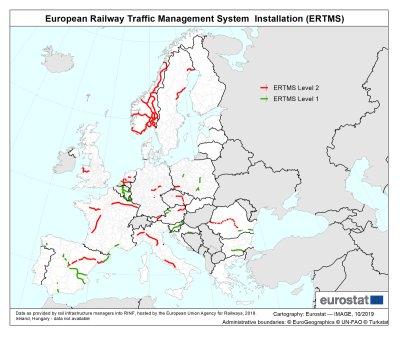 European Railway Traffic Management System Installation (ERTMS)
ERTMS Level 2
ERTMS Level 1
eurostat
Data as provided by rail infrastructure managers into RINF, hosted by the European Union Agency for Railways, 2018.
Ireland, Hungary - data not available
Cartography: Eurostat — IMAGE, 10/2019
Administrative boundaries: © EuroGeographics © UN-FAO © Turkstat